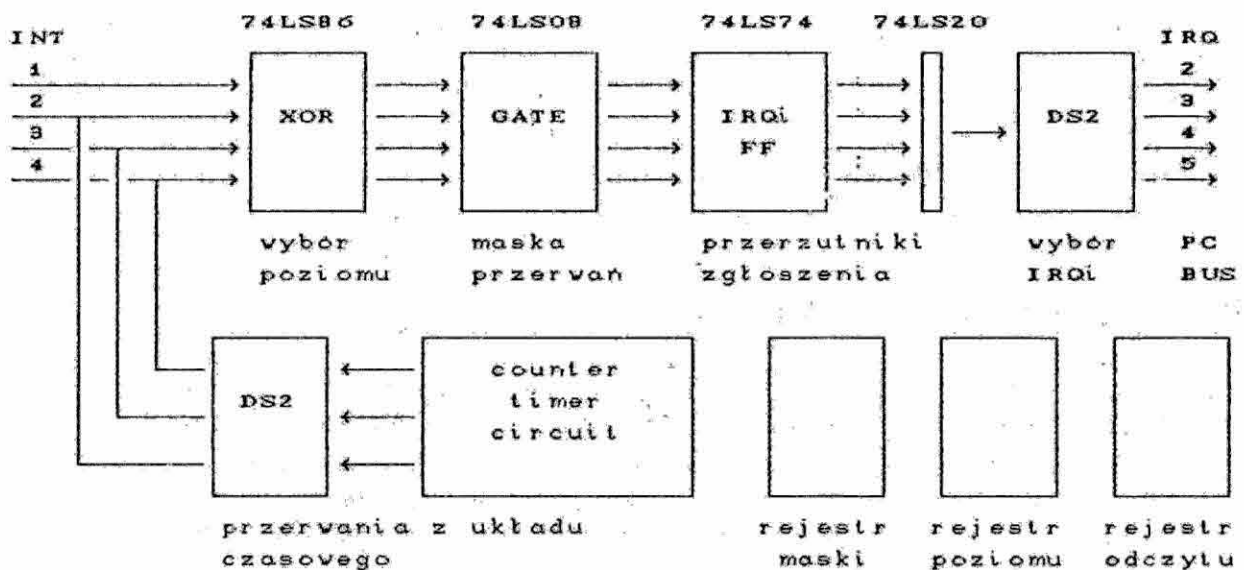 74LS86 74LS08 74LS74 74LS20
INT IRQ
1 2
2 XOR GATE IRQi DS2 3
3 FF 4
4 5
wybór maska przerzutniki wybór PC
poziomu przerwań zgłoszenia IRQi BUS
counter
DS2 timer
circuit
przerwania z układu rejestr rejestr rejestr
czasowego maski poziomu odczytu